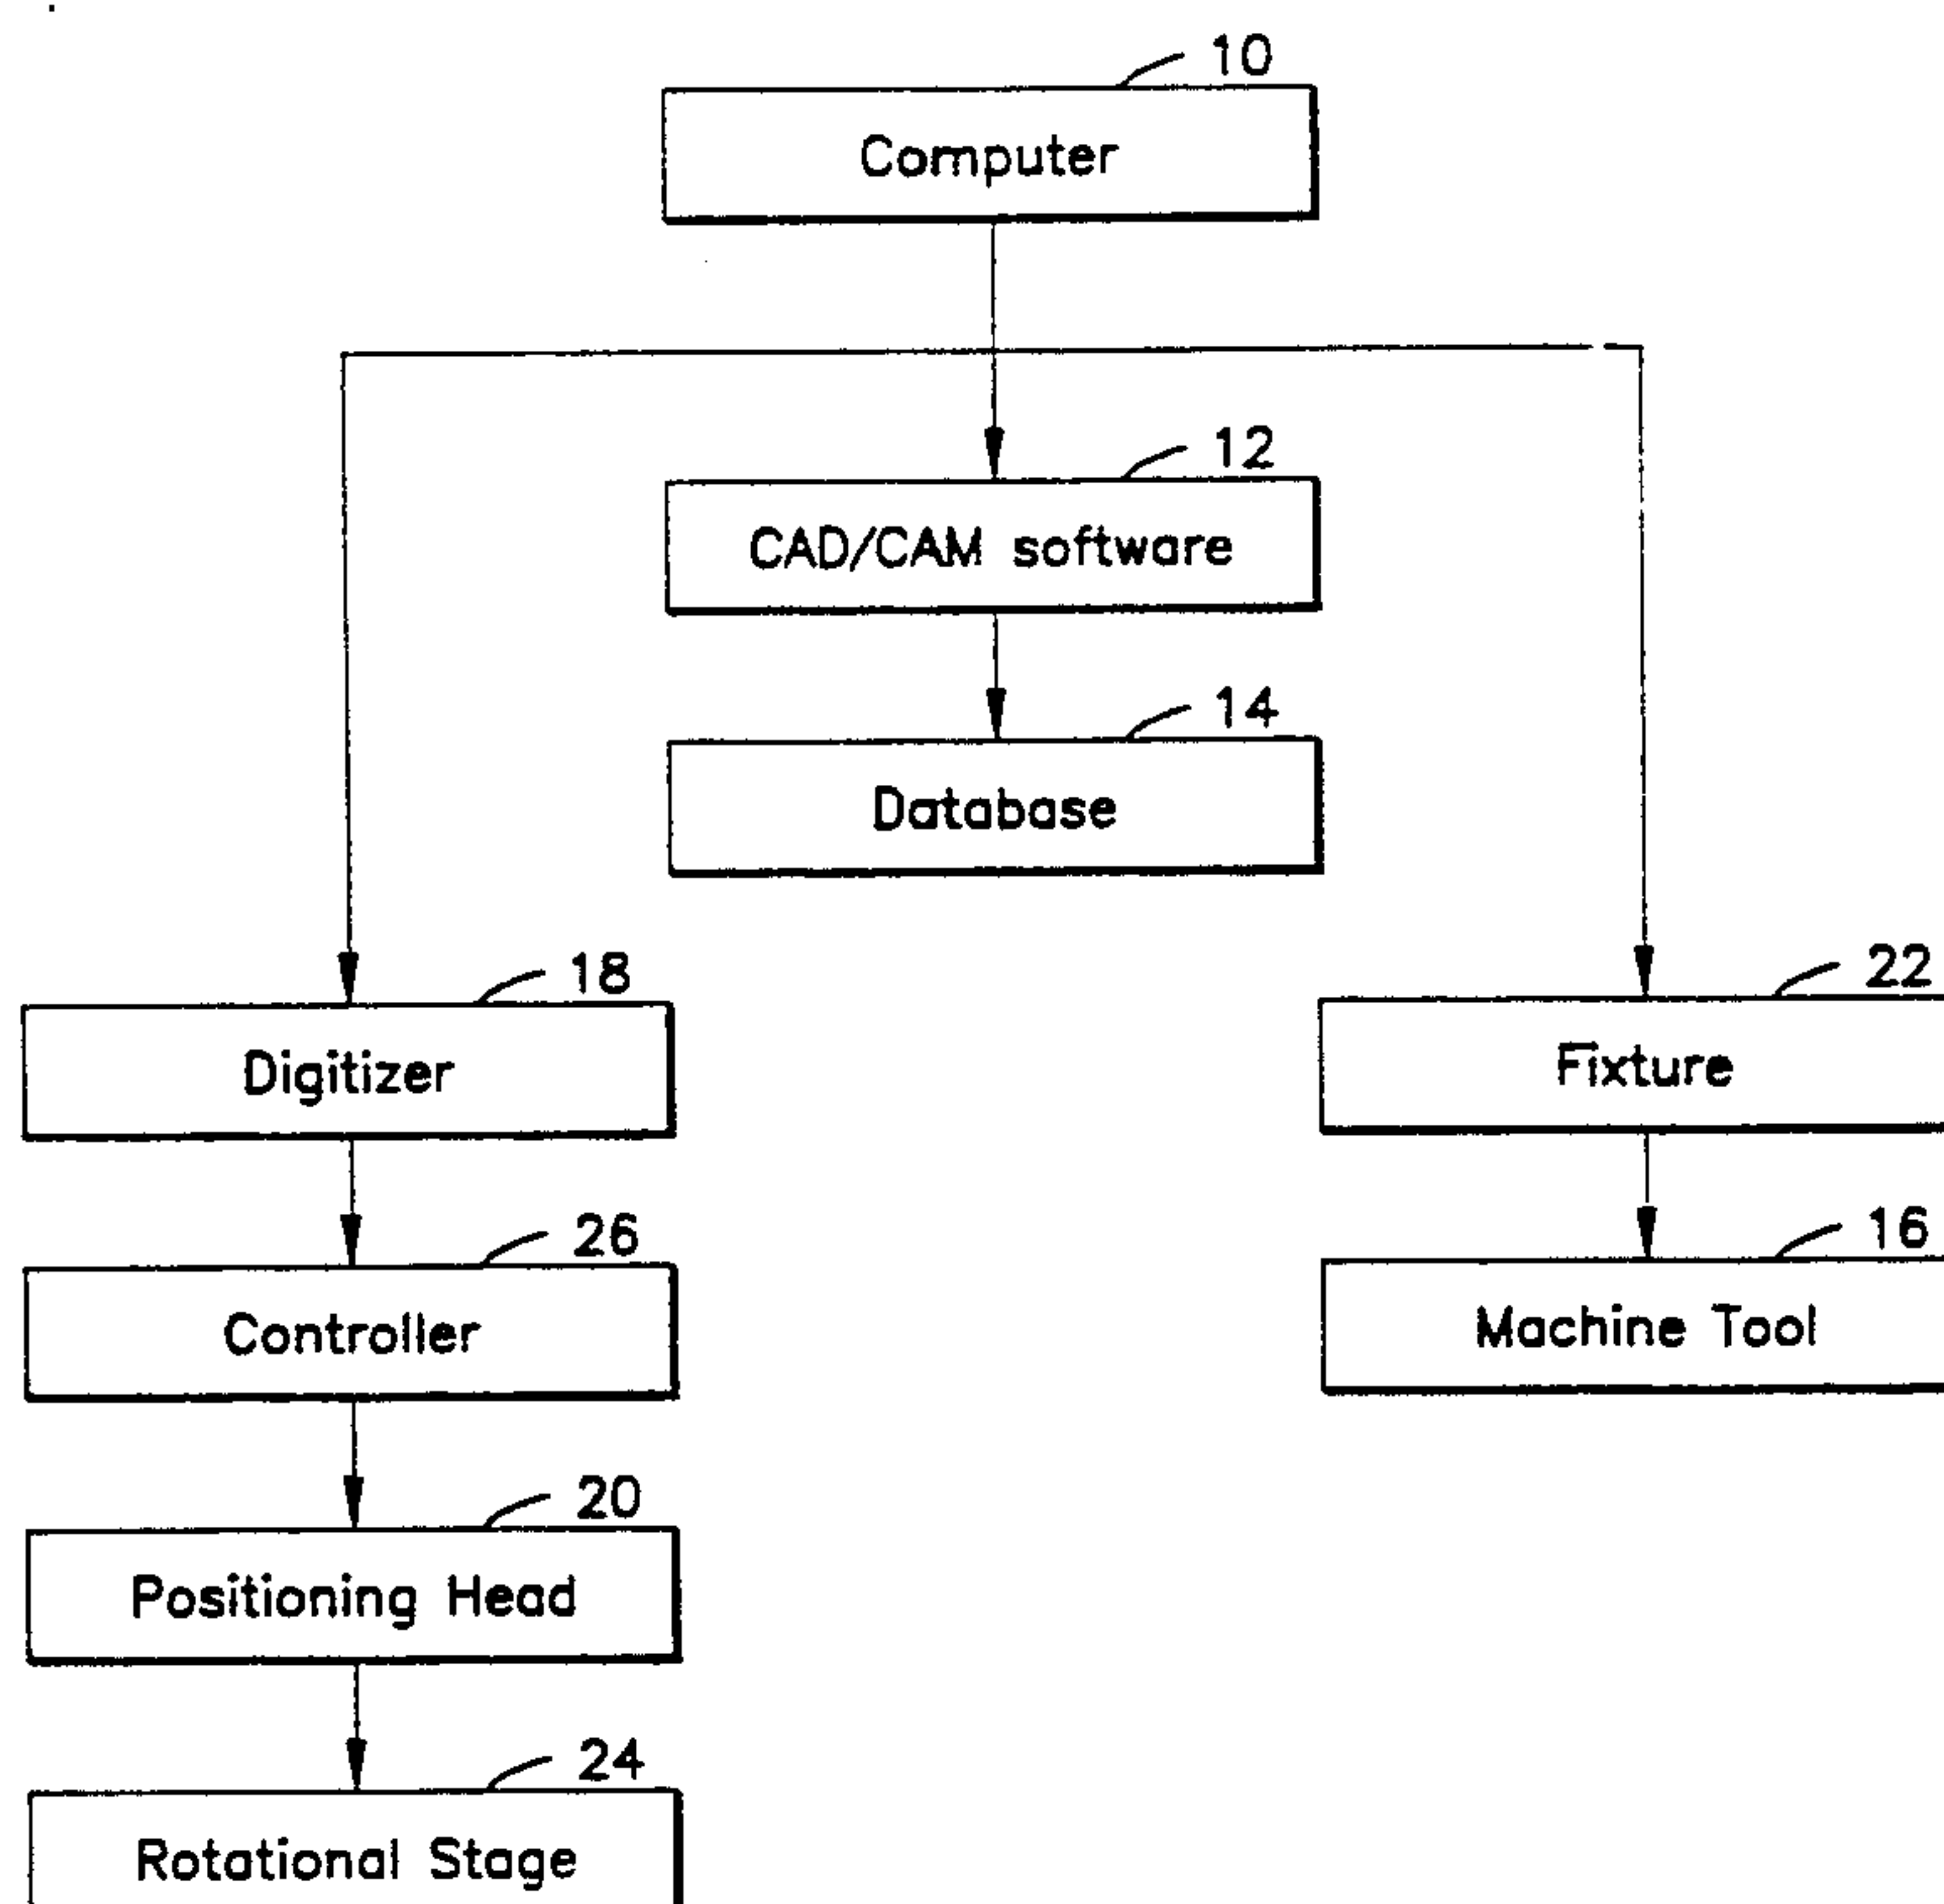 10
Computer
12
CAD/CAM software
14
Database
18
Digitizer
22
Fixture
26
Controller
16
Machine Tool
20
Positioning Head
24
Rotational Stage